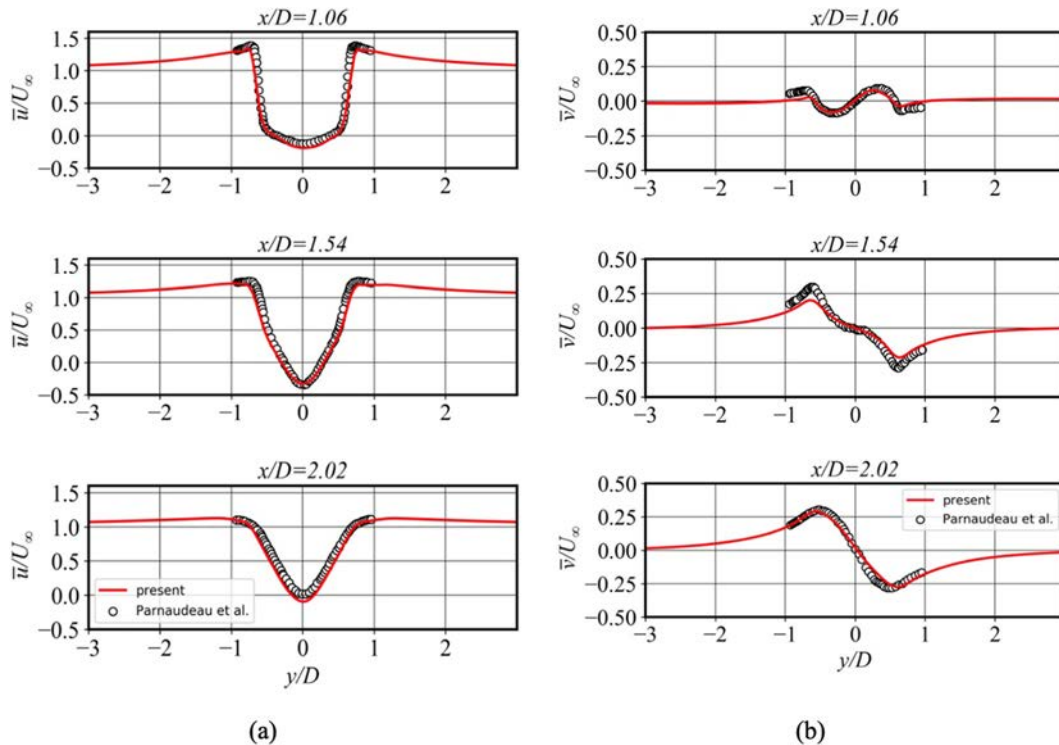 x/D=1.06
1.5
1.0
0.5
0.0
−0.5
u̅/U∞
−3 −2 −1 0 1 2
x/D=1.54
1.5
1.0
0.5
0.0
−0.5
u̅/U∞
−3 −2 −1 0 1 2
x/D=2.02
1.5
1.0
0.5
0.0
−0.5
u̅/U∞
present
Parnaudeau et al.
−3 −2 −1 0 1 2
y/D
(a)
x/D=1.06
0.50
0.25
0.00
−0.25
−0.50
v̅/U∞
−3 −2 −1 0 1 2
x/D=1.54
0.50
0.25
0.00
−0.25
−0.50
v̅/U∞
−3 −2 −1 0 1 2
x/D=2.02
0.50
0.25
0.00
−0.25
−0.50
v̅/U∞
present
Parnaudeau et al.
−3 −2 −1 0 1 2
y/D
(b)